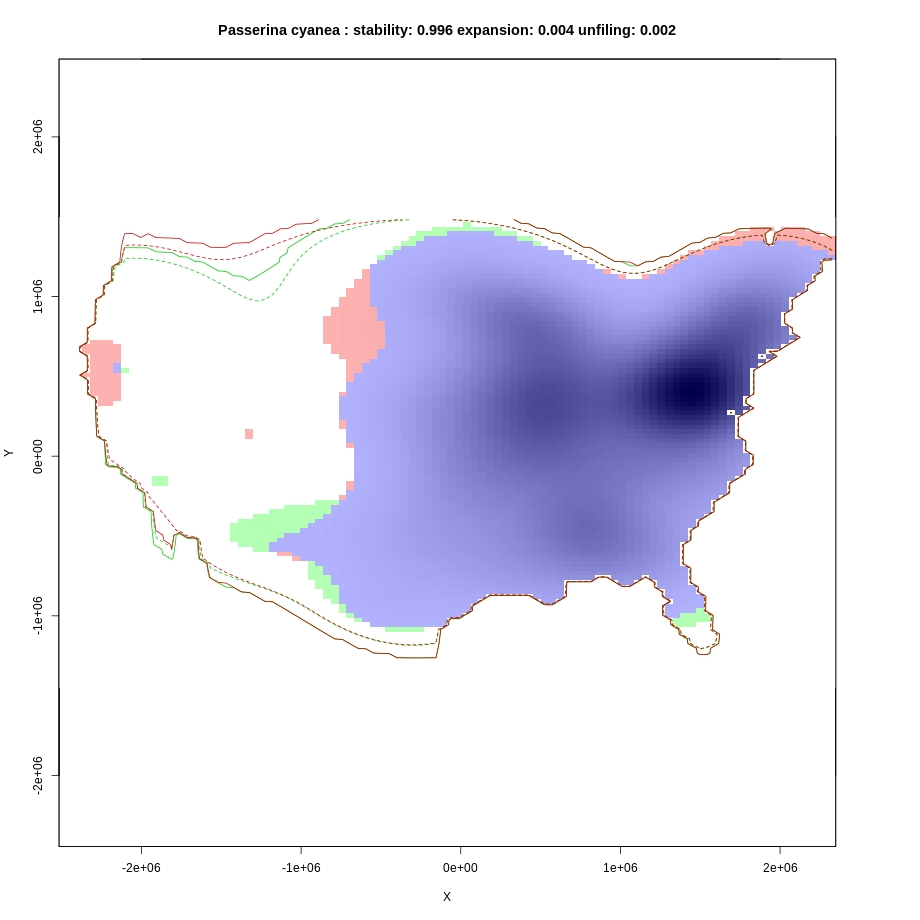 Passerina cyanea : stability: 0.996 expansion: 0.004 unfiling: 0.002
2e+06
1e+06
0e+00
-1e+06
-2e+06
Y
-2e+06 -1e+06 0e+00 1e+06 2e+06
X